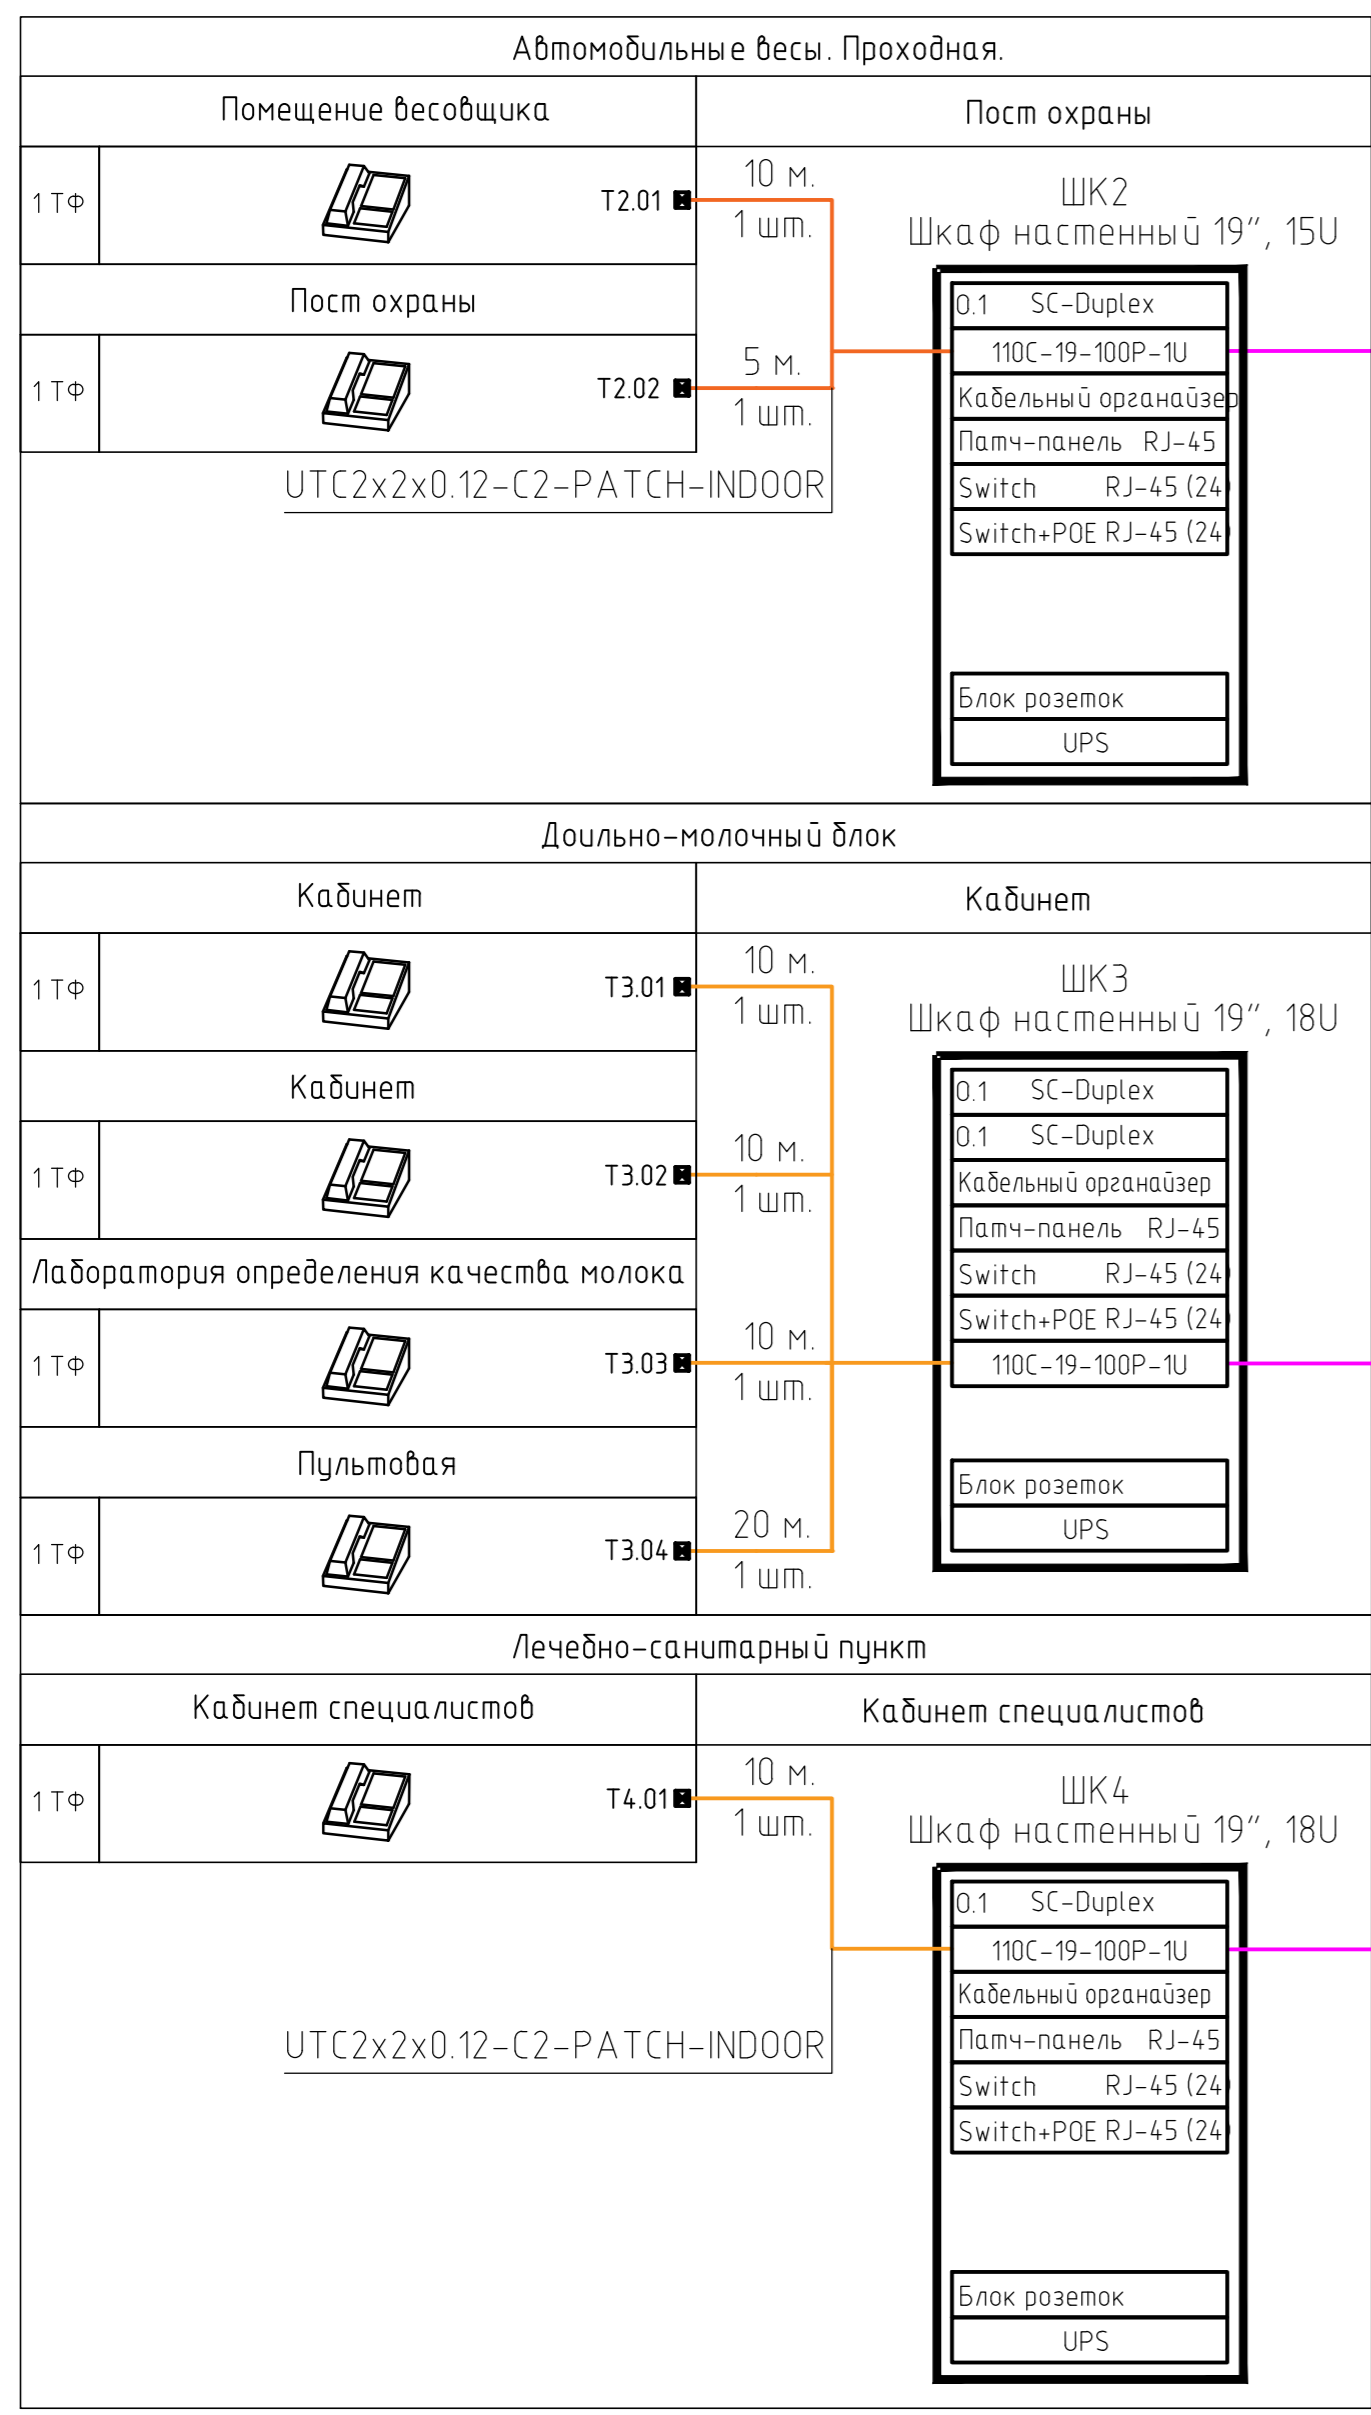 Автомобильные весы. Проходная.
Помещение весовщика
Пост охраны
1 ТФ
T2.01
10 м.
1 шт.
ШК2
Шкаф настенный 19", 15U
Пост охраны
1 ТФ
T2.02
5 м.
1 шт.
UTC2x2x0.12-C2-PATCH-INDOOR
0.1 SC-Duplex
110C-19-100P-1U
Кабельный органайзер
Патч-панель RJ-45
Switch RJ-45 (24)
Switch+POE RJ-45 (24)
Блок розеток
UPS
Доильно-молочный блок
Кабинет
Кабинет
1 ТФ
T3.01
10 м.
1 шт.
ШК3
Шкаф настенный 19", 18U
Кабинет
1 ТФ
T3.02
10 м.
1 шт.
Лаборатория определения качества молока
1 ТФ
T3.03
10 м.
1 шт.
Пультовая
1 ТФ
T3.04
20 м.
1 шт.
0.1 SC-Duplex
0.1 SC-Duplex
Кабельный органайзер
Патч-панель RJ-45
Switch RJ-45 (24)
Switch+POE RJ-45 (24)
110C-19-100P-1U
Блок розеток
UPS
Лечебно-санитарный пункт
Кабинет специалистов
Кабинет специалистов
1 ТФ
T4.01
10 м.
1 шт.
ШК4
Шкаф настенный 19", 18U
UTC2x2x0.12-C2-PATCH-INDOOR
0.1 SC-Duplex
110C-19-100P-1U
Кабельный органайзер
Патч-панель RJ-45
Switch RJ-45 (24)
Switch+POE RJ-45 (24)
Блок розеток
UPS